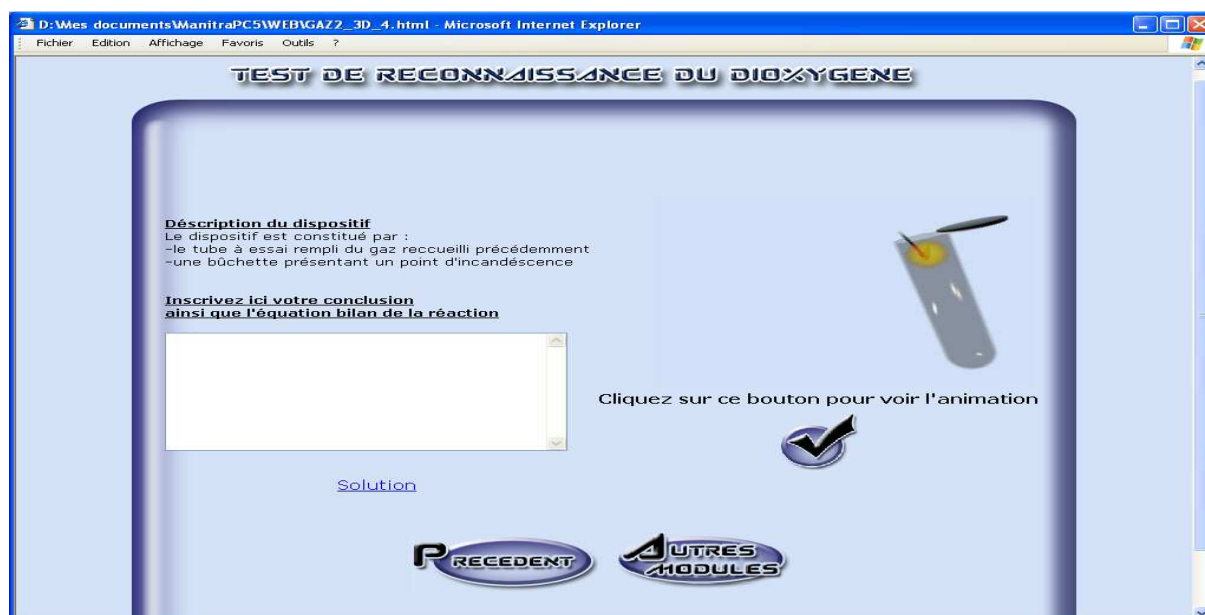 D:\Mes documents\ManitraPC5\WEB\GAZ2_3D_4.html - Microsoft Internet Explorer
Fichier Edition Affichage Favoris Outils ?
TEST DE RECONNAISSANCE DU DIOXYGENE
Déscription du dispositif
Le dispositif est constitué par :
-le tube à essai rempli du gaz reccueilli précédemment
-une bûchette présentant un point d'incandéscence
Inscrivez ici votre conclusion
ainsi que l'équation bilan de la réaction
Cliquez sur ce bouton pour voir l'animation
Solution
PRECEDENT
AUTRES
MODULES